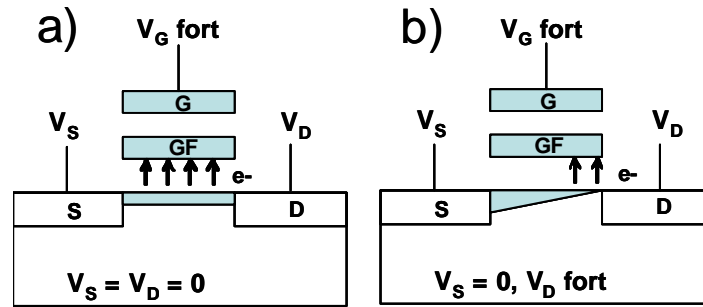 a)
V_G fort
G
V_S
V_D
GF
e-
S
D
V_S = V_D = 0
b)
V_G fort
G
V_S
V_D
GF
e-
S
D
V_S = 0, V_D fort